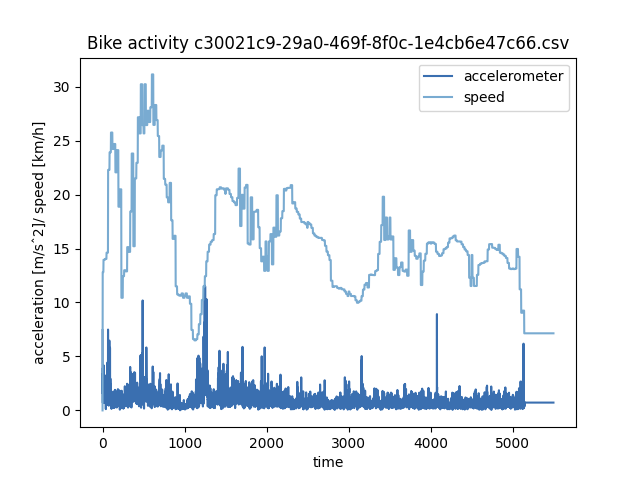 Bike activity c30021c9-29a0-469f-8f0c-1e4cb6e47c66.csv
accelerometer
speed
acceleration [m/s^2]/ speed [km/h]
30
25
20
15
10
5
0
0 1000 2000 3000 4000 5000
time